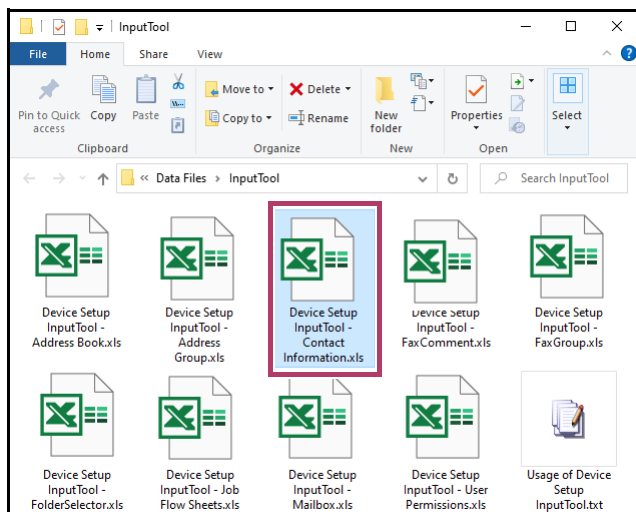 InputTool
File Home Share View
Pin to Quick access
Copy
Paste
Move to
Copy to
Delete
Rename
New folder
Properties
Select
Clipboard Organize New Open
« Data Files › InputTool
Search InputTool
Device Setup
InputTool -
Address Book.xls
Device Setup
InputTool -
Address
Group.xls
Device Setup
InputTool -
Contact
Information.xls
Device Setup
InputTool -
FaxComment.xls
Device Setup
InputTool -
FaxGroup.xls
Device Setup
InputTool -
FolderSelector.xls
Device Setup
InputTool - Job
Flow Sheets.xls
Device Setup
InputTool -
Mailbox.xls
Device Setup
InputTool - User
Permissions.xls
Usage of Device
Setup
InputTool.txt